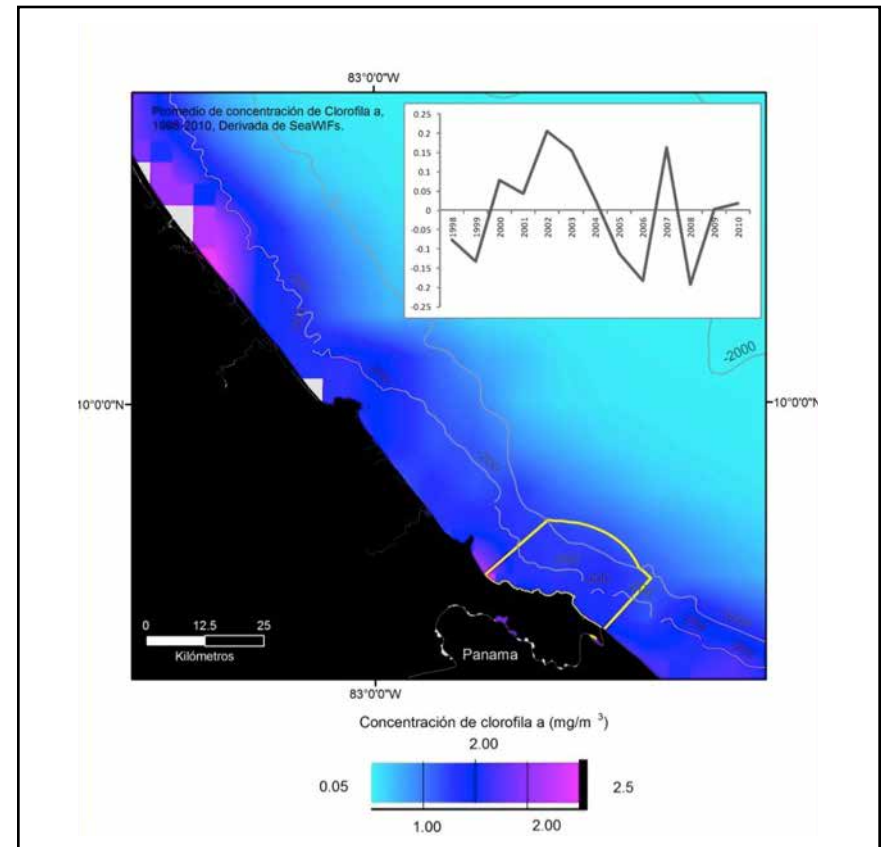 83°0'0"W
Promedio de concentración de Clorofila a,
1998-2010, Derivada de SeaWIFs.
0.25
0.2
0.15
0.1
0.05
0
-0.05
-0.1
-0.15
-0.2
-0.25
1998
1999
2000
2001
2002
2003
2004
2005
2006
2007
2008
2009
2010
-2000
10°0'0"N
10°0'0"N
-200
0 12.5 25
Kilómetros
Panama
83°0'0"W
Concentración de clorofila a (mg/m ³)
2.00
0.05 2.5
1.00 2.00